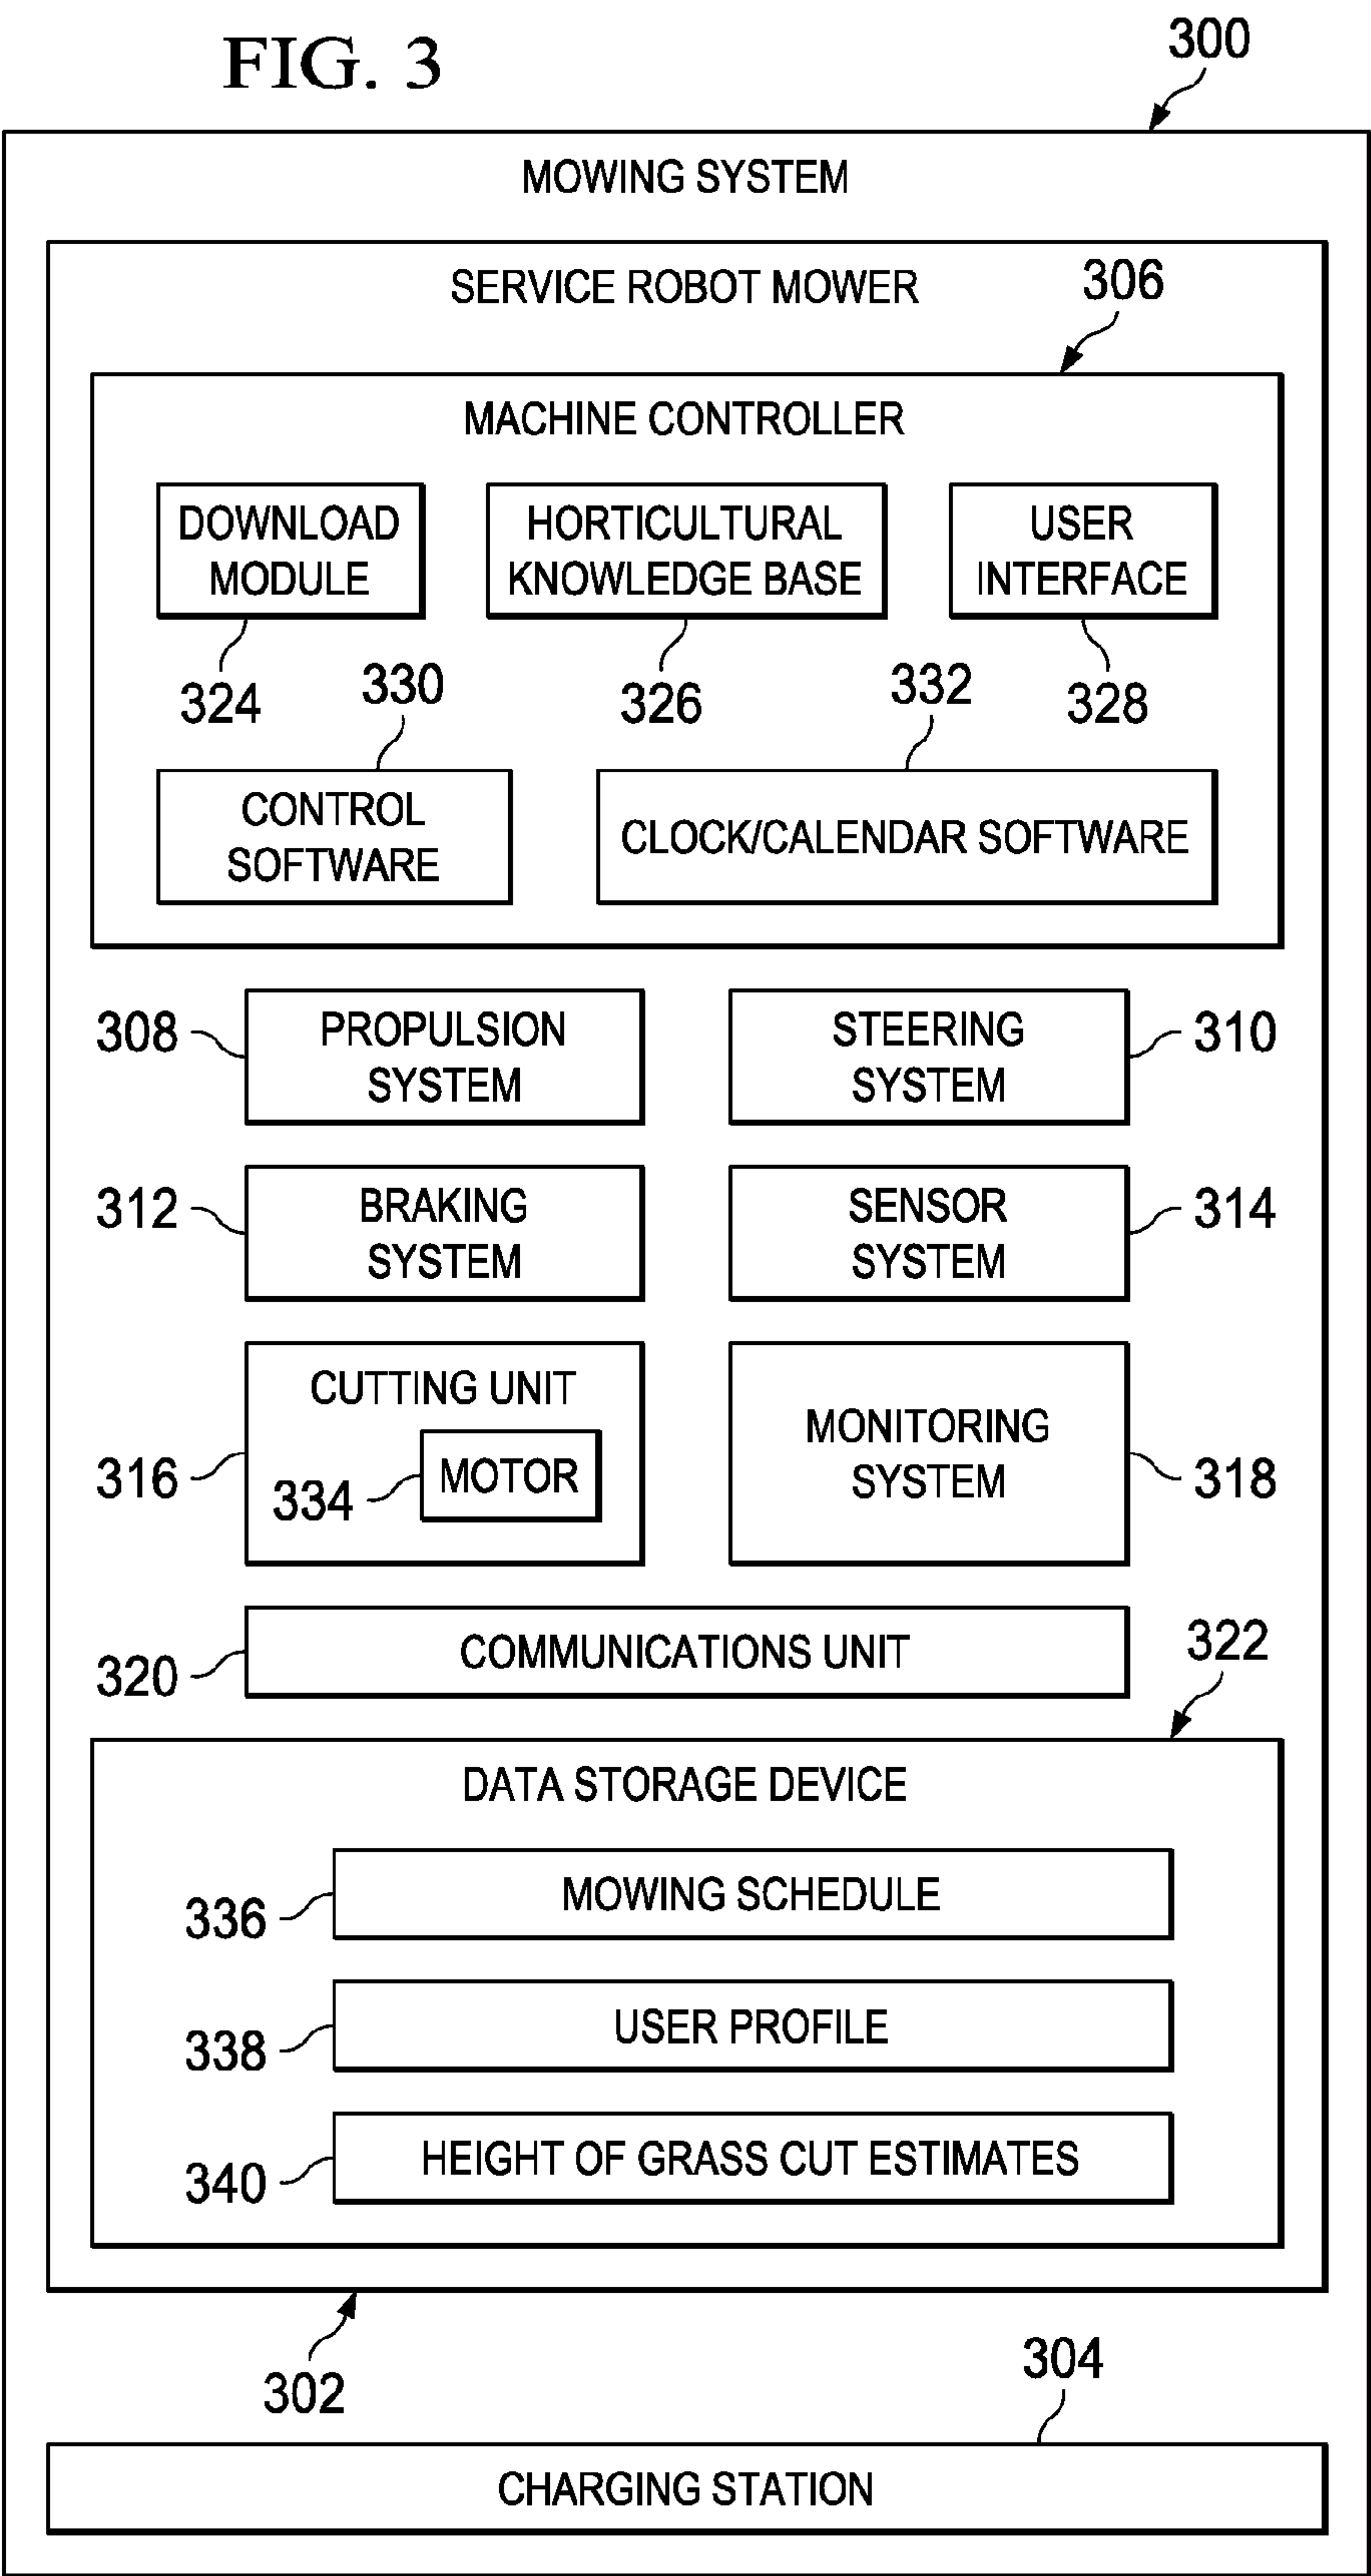 FIG. 3
300
MOWING SYSTEM
SERVICE ROBOT MOWER
306
MACHINE CONTROLLER
DOWNLOAD
MODULE
HORTICULTURAL
KNOWLEDGE BASE
USER
INTERFACE
324
330
326
332
328
CONTROL
SOFTWARE
CLOCK/CALENDAR SOFTWARE
308
PROPULSION
SYSTEM
STEERING
SYSTEM
310
312
BRAKING
SYSTEM
SENSOR
SYSTEM
314
316
CUTTING UNIT
334
MOTOR
MONITORING
SYSTEM
318
320
COMMUNICATIONS UNIT
322
DATA STORAGE DEVICE
336
MOWING SCHEDULE
338
USER PROFILE
340
HEIGHT OF GRASS CUT ESTIMATES
302
304
CHARGING STATION